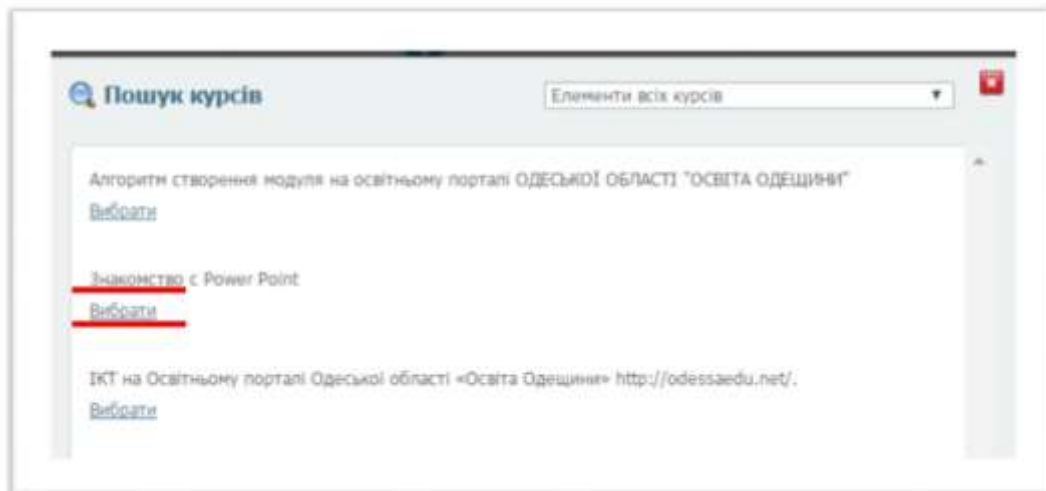 Пошук курсів
Елементи всіх курсів
Алгоритм створення модуля на освітньому порталі ОДЕСЬКОЇ ОБЛАСТІ "ОСВІТА ОДЕЩИНИ"
Вибрати
Знакомство с Power Point
Вибрати
ІКТ на Освітньому порталі Одеської області «Освіта Одещини» http://odessaedu.net/.
Вибрати